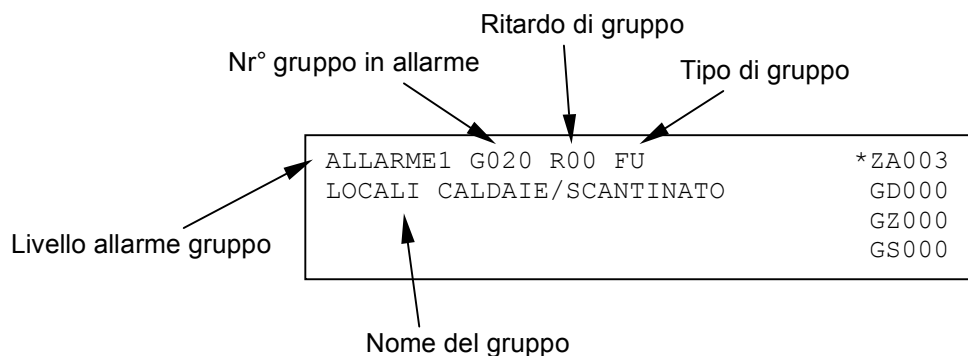 Ritardo di gruppo
Nr° gruppo in allarme
Tipo di gruppo
ALLARME1 G020 R00 FU *ZA003
LOCALI CALDAIE/SCANTINATO GD000
GZ000
GS000
Livello allarme gruppo
Nome del gruppo